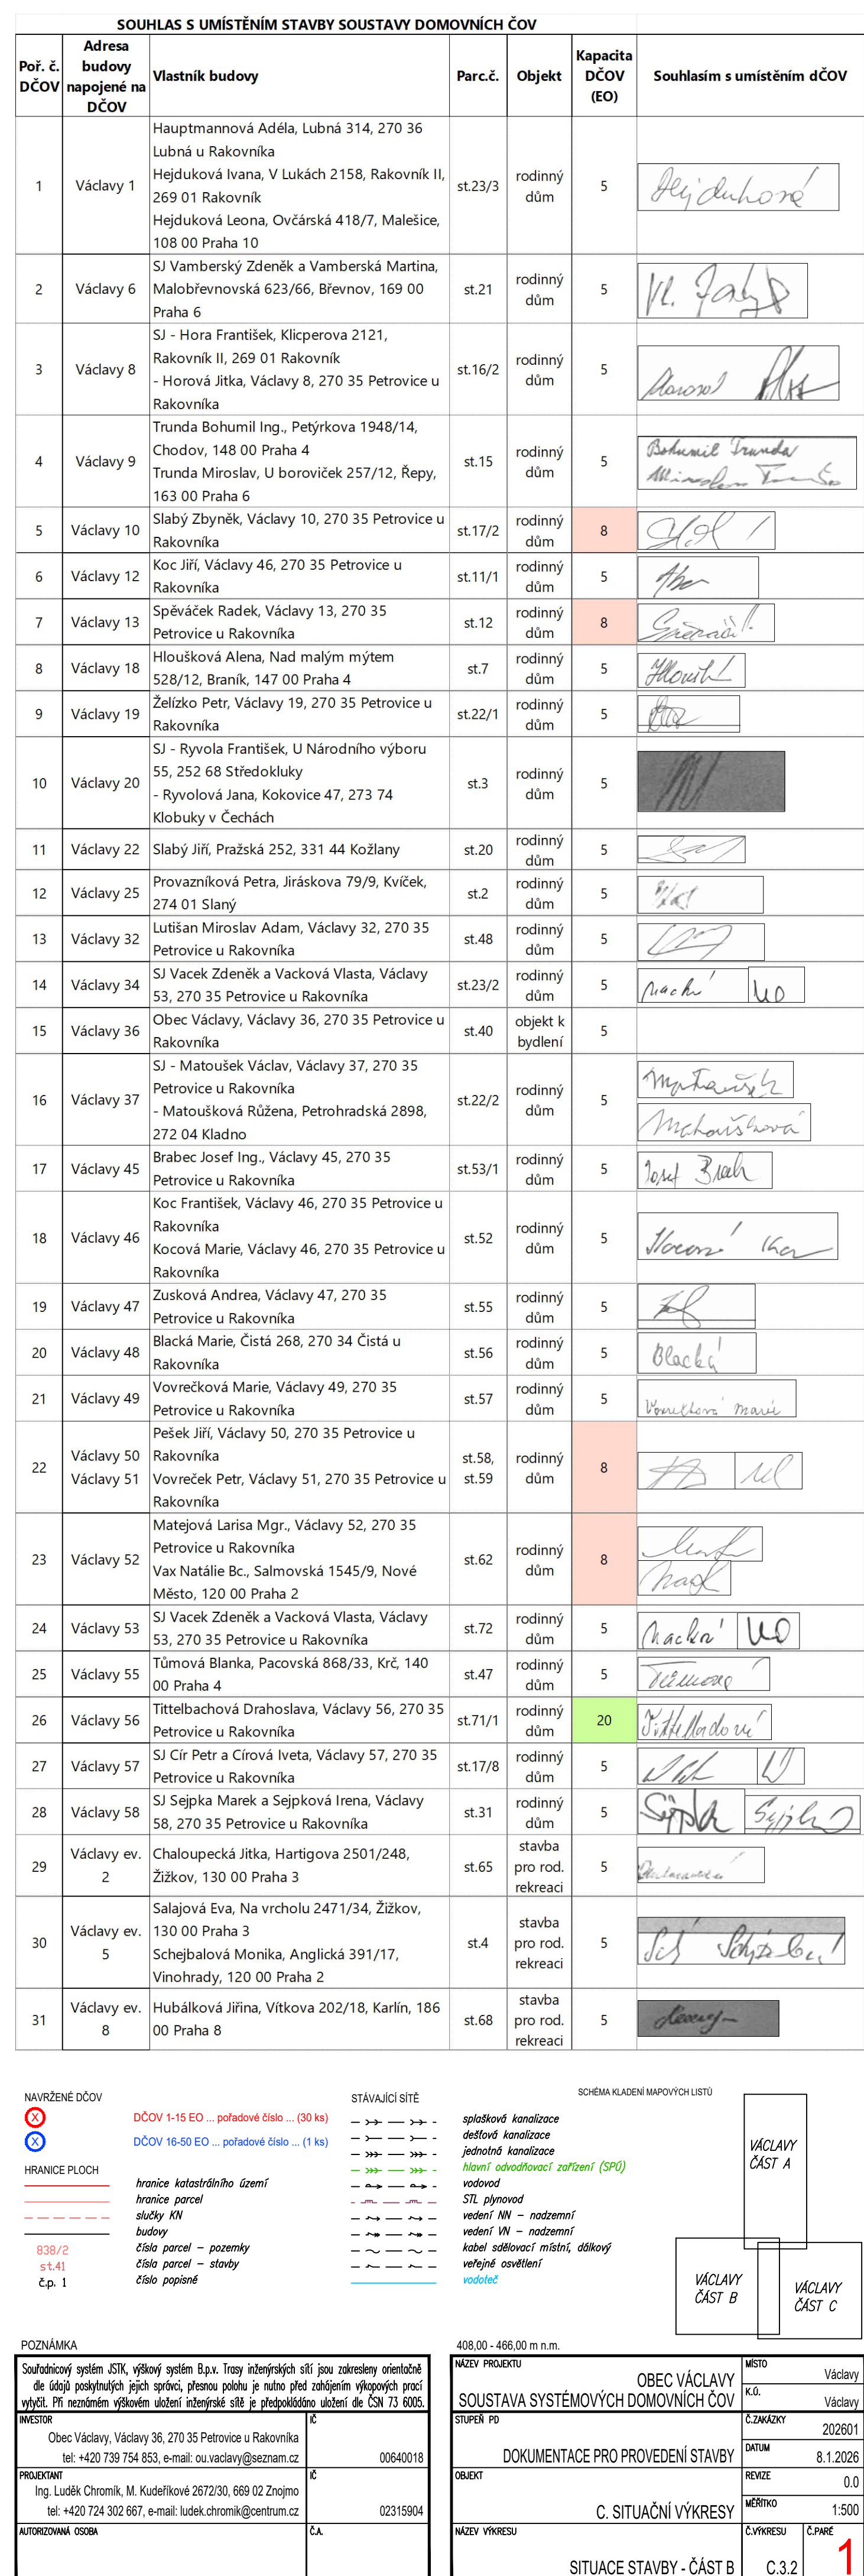 SOUHLAS S UMÍSTĚNÍM STAVBY SOUSTAVY DOMOVNÍCH ČOV
Poř. č. DČOV
Adresa budovy napojené na DČOV
Vlastník budovy
Parc.č.
Objekt
Kapacita DČOV (EO)
Souhlasím s umístěním dČOV
1
Václavy 1
Hauptmannová Adéla, Lubná 314, 270 36
Lubná u Rakovníka
Hejduková Ivana, V Lukách 2158, Rakovník II,
269 01 Rakovník
Hejduková Leona, Ovčárská 418/7, Malešice,
108 00 Praha 10
st.23/3
rodinný dům
5
Hejduková
2
Václavy 6
SJ Vamberský Zdeněk a Vamberská Martina,
Malobřevnovská 623/66, Břevnov, 169 00
Praha 6
st.21
rodinný dům
5
3
Václavy 8
SJ - Hora František, Klicperova 2121,
Rakovník II, 269 01 Rakovník
- Horová Jitka, Václavy 8, 270 35 Petrovice u
Rakovníka
st.16/2
rodinný dům
5
4
Václavy 9
Trunda Bohumil Ing., Petýrkova 1948/14,
Chodov, 148 00 Praha 4
Trunda Miroslav, U boroviček 257/12, Řepy,
163 00 Praha 6
st.15
rodinný dům
5
Bohumil Trunda
5
Václavy 10
Slabý Zbyněk, Václavy 10, 270 35 Petrovice u
Rakovníka
st.17/2
rodinný dům
8
6
Václavy 12
Koc Jiří, Václavy 46, 270 35 Petrovice u
Rakovníka
st.11/1
rodinný dům
5
7
Václavy 13
Spěváček Radek, Václavy 13, 270 35
Petrovice u Rakovníka
st.12
rodinný dům
8
8
Václavy 18
Hloušková Alena, Nad malým mýtem
528/12, Braník, 147 00 Praha 4
st.7
rodinný dům
5
9
Václavy 19
Želízko Petr, Václavy 19, 270 35 Petrovice u
Rakovníka
st.22/1
rodinný dům
5
10
Václavy 20
SJ - Ryvola František, U Národního výboru
55, 252 68 Středokluky
- Ryvolová Jana, Kokovice 47, 273 74
Klobuky v Čechách
st.3
rodinný dům
5
11
Václavy 22
Slabý Jiří, Pražská 252, 331 44 Kožlany
st.20
rodinný dům
5
12
Václavy 25
Provazníková Petra, Jiráskova 79/9, Kvíček,
274 01 Slaný
st.2
rodinný dům
5
13
Václavy 32
Lutišan Miroslav Adam, Václavy 32, 270 35
Petrovice u Rakovníka
st.48
rodinný dům
5
14
Václavy 34
SJ Vacek Zdeněk a Vacková Vlasta, Václavy
53, 270 35 Petrovice u Rakovníka
st.23/2
rodinný dům
5
15
Václavy 36
Obec Václavy, Václavy 36, 270 35 Petrovice u
Rakovníka
st.40
objekt k bydlení
5
16
Václavy 37
SJ - Matoušek Václav, Václavy 37, 270 35
Petrovice u Rakovníka
- Matoušková Růžena, Petrohradská 2898,
272 04 Kladno
st.22/2
rodinný dům
5
Matoušek
Matoušková
17
Václavy 45
Brabec Josef Ing., Václavy 45, 270 35
Petrovice u Rakovníka
st.53/1
rodinný dům
5
18
Václavy 46
Koc František, Václavy 46, 270 35 Petrovice u
Rakovníka
Kocová Marie, Václavy 46, 270 35 Petrovice u
Rakovníka
st.52
rodinný dům
5
19
Václavy 47
Zusková Andrea, Václavy 47, 270 35
Petrovice u Rakovníka
st.55
rodinný dům
5
20
Václavy 48
Blacká Marie, Čistá 268, 270 34 Čistá u
Rakovníka
st.56
rodinný dům
5
Blacká
21
Václavy 49
Vovrečková Marie, Václavy 49, 270 35
Petrovice u Rakovníka
st.57
rodinný dům
5
Vovrečková Marie
22
Václavy 50
Václavy 51
Pešek Jiří, Václavy 50, 270 35 Petrovice u
Rakovníka
Vovreček Petr, Václavy 51, 270 35 Petrovice u
Rakovníka
st.58,
st.59
rodinný dům
8
23
Václavy 52
Matejová Larisa Mgr., Václavy 52, 270 35
Petrovice u Rakovníka
Vax Natálie Bc., Salmovská 1545/9, Nové
Město, 120 00 Praha 2
st.62
rodinný dům
8
24
Václavy 53
SJ Vacek Zdeněk a Vacková Vlasta, Václavy
53, 270 35 Petrovice u Rakovníka
st.72
rodinný dům
5
25
Václavy 55
Tůmová Blanka, Pacovská 868/33, Krč, 140
00 Praha 4
st.47
rodinný dům
5
Tůmová
26
Václavy 56
Tittelbachová Drahoslava, Václavy 56, 270 35
Petrovice u Rakovníka
st.71/1
rodinný dům
20
27
Václavy 57
SJ Cír Petr a Círová Iveta, Václavy 57, 270 35
Petrovice u Rakovníka
st.17/8
rodinný dům
5
28
Václavy 58
SJ Sejpka Marek a Sejpková Irena, Václavy
58, 270 35 Petrovice u Rakovníka
st.31
rodinný dům
5
29
Václavy ev. 2
Chaloupecká Jitka, Hartigova 2501/248,
Žižkov, 130 00 Praha 3
st.65
stavba pro rod. rekreaci
5
30
Václavy ev. 5
Salajová Eva, Na vrcholu 2471/34, Žižkov,
130 00 Praha 3
Schejbalová Monika, Anglická 391/17,
Vinohrady, 120 00 Praha 2
st.4
stavba pro rod. rekreaci
5
31
Václavy ev. 8
Hubálková Jiřina, Vítkova 202/18, Karlín, 186
00 Praha 8
st.68
stavba pro rod. rekreaci
5
NAVRŽENÉ DČOV
X DČOV 1-15 EO ... pořadové číslo ... (30 ks)
X DČOV 16-50 EO ... pořadové číslo ... (1 ks)
HRANICE PLOCH
hranice katastrálního území
hranice parcel
slučky KN
budovy
838/2 čísla parcel – pozemky
st.41 čísla parcel – stavby
č.p. 1 číslo popisné
STÁVAJÍCÍ SÍTĚ
splašková kanalizace
dešťová kanalizace
jednotná kanalizace
hlavní odvodňovací zařízení (SPÚ)
vodovod
STL plynovod
vedení NN – nadzemní
vedení VN – nadzemní
kabel sdělovací místní, dálkový
veřejné osvětlení
vodoteč
SCHÉMA KLADENÍ MAPOVÝCH LISTŮ
VÁCLAVY ČÁST A
VÁCLAVY ČÁST B
VÁCLAVY ČÁST C
POZNÁMKA
Souřadnicový systém JSTK, výškový systém B.p.v. Trasy inženýrských sítí jsou zakresleny orientačně
dle údajů poskytnutých jejich správci, přesnou polohu je nutno před zahájením výkopových prací
vytyčit. Při neznámém výškovém uložení inženýrské sítě je předpokládáno uložení dle ČSN 73 6005.
INVESTOR
Obec Václavy, Václavy 36, 270 35 Petrovice u Rakovníka
tel: +420 739 754 853, e-mail: ou.vaclavy@seznam.cz
IČ
00640018
PROJEKTANT
Ing. Luděk Chromík, M. Kudeříkové 2672/30, 669 02 Znojmo
tel: +420 724 302 667, e-mail: ludek.chromik@centrum.cz
IČ
02315904
AUTORIZOVANÁ OSOBA
Č.A.
408,00 - 466,00 m n.m.
NÁZEV PROJEKTU
OBEC VÁCLAVY
SOUSTAVA SYSTÉMOVÝCH DOMOVNÍCH ČOV
MÍSTO
Václavy
K.Ú.
Václavy
STUPEŇ PD
DOKUMENTACE PRO PROVEDENÍ STAVBY
Č.ZAKÁZKY
202601
DATUM
8.1.2026
OBJEKT
C. SITUAČNÍ VÝKRESY
REVIZE
0.0
MĚŘÍTKO
1:500
NÁZEV VÝKRESU
SITUACE STAVBY - ČÁST B
Č.VÝKRESU
C.3.2
Č.PARÉ
1